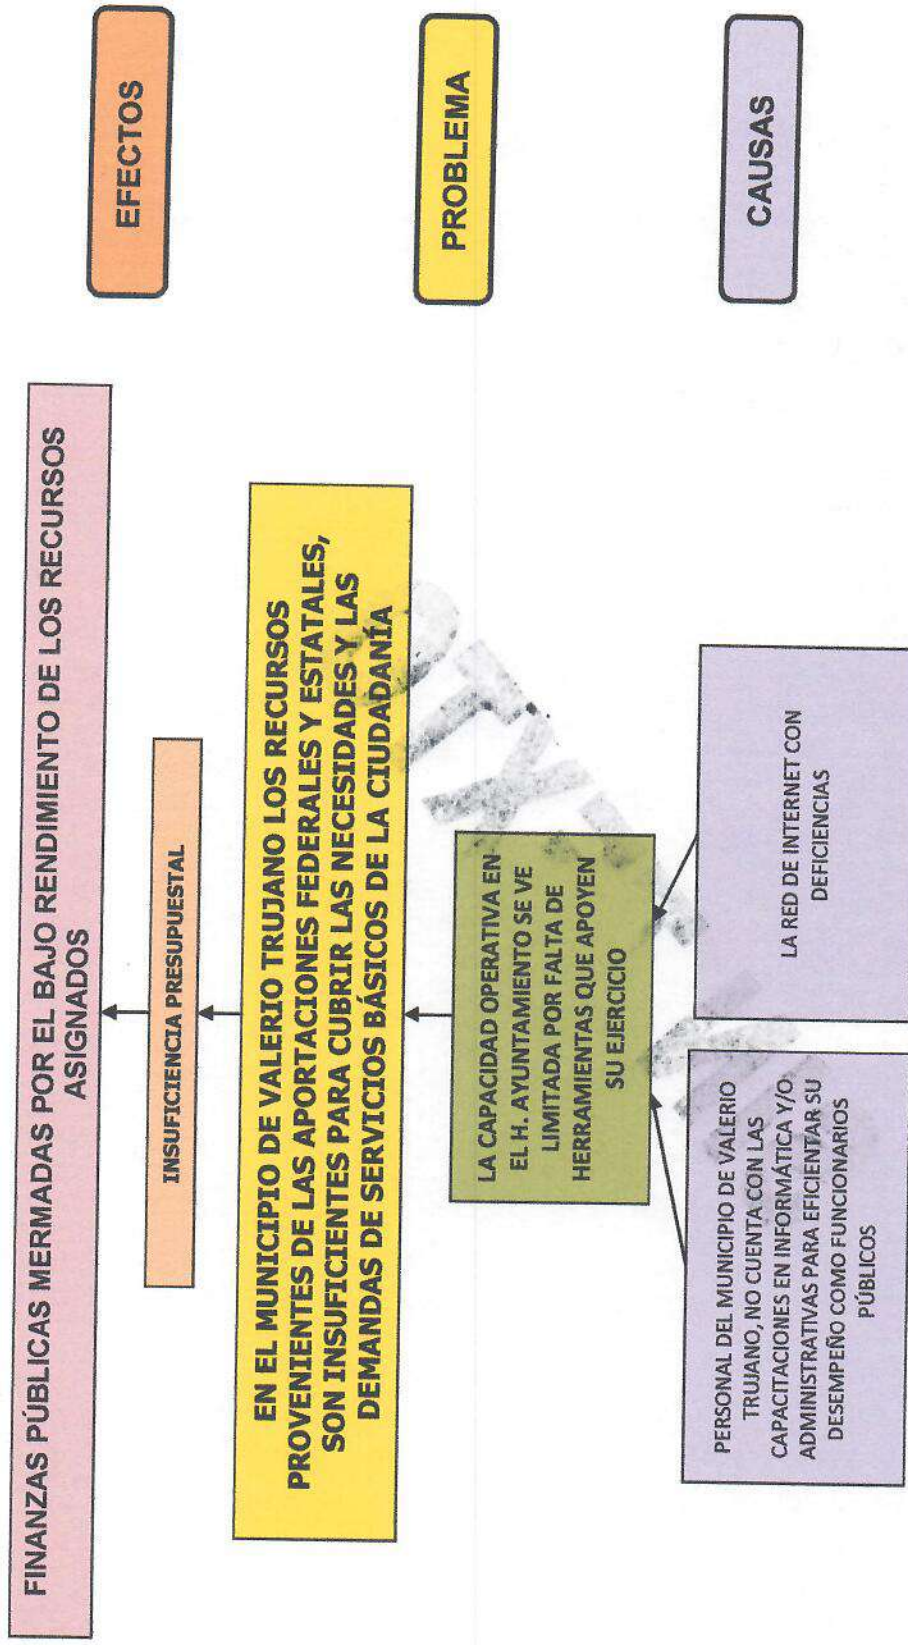 FINANZAS PÚBLICAS MERMADAS POR EL BAJO RENDIMIENTO DE LOS RECURSOS
ASIGNADOS
EFECTOS
INSUFICIENCIA PRESUPUESTAL
EN EL MUNICIPIO DE VALERIO TRUJANO LOS RECURSOS
PROVENIENTES DE LAS APORTACIONES FEDERALES Y ESTATALES,
SON INSUFICIENTES PARA CUBRIR LAS NECESIDADES Y LAS
DEMANDAS DE SERVICIOS BÁSICOS DE LA CIUDADANÍA
PROBLEMA
LA CAPACIDAD OPERATIVA EN
EL H. AYUNTAMIENTO SE VE
LIMITADA POR FALTA DE
HERRAMIENTAS QUE APOYEN
SU EJERCICIO
CAUSAS
PERSONAL DEL MUNICIPIO DE VALERIO
TRUJANO, NO CUENTA CON LAS
CAPACITACIONES EN INFORMÁTICA Y/O
ADMINISTRATIVAS PARA EFICIENTAR SU
DESEMPEÑO COMO FUNCIONARIOS
PÚBLICOS
LA RED DE INTERNET CON
DEFICIENCIAS